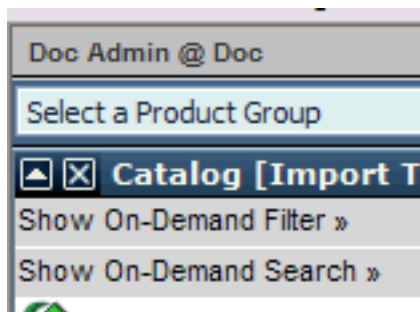 Doc Admin @ Doc
Select a Product Group
Catalog [Import T
Show On-Demand Filter »
Show On-Demand Search »